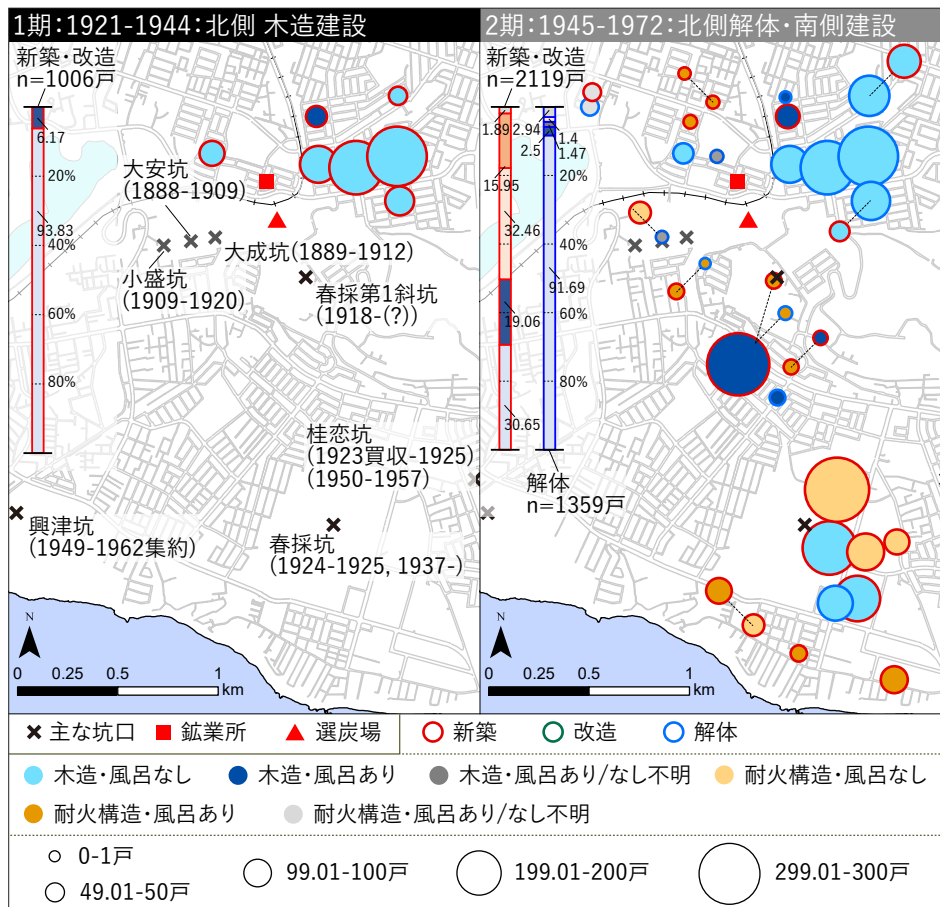 1期：1921-1944：北側 木造建設
新築・改造
n=1006戸
6.17
20%
93.83
40%
60%
80%
大安坑
(1888-1909)
大成坑(1889-1912)
小盛坑
(1909-1920)
春採第1斜坑
(1918-(?))
桂恋坑
(1923買収-1925)
(1950-1957)
興津坑
(1949-1962集約)
春採坑
(1924-1925, 1937-)
N
0 0.25 0.5 1
km
2期：1945-1972：北側解体・南側建設
新築・改造
n=2119戸
1.89
2.94
1.4
2.5
1.47
15.95
20%
32.46
40%
91.69
60%
19.06
80%
30.65
解体
n=1359戸
N
0 0.25 0.5 1
km
主な坑口 鉱業所 選炭場 新築 改造 解体
木造・風呂なし 木造・風呂あり 木造・風呂あり/なし不明 耐火構造・風呂なし
耐火構造・風呂あり 耐火構造・風呂あり/なし不明
0-1戸
49.01-50戸
99.01-100戸
199.01-200戸
299.01-300戸